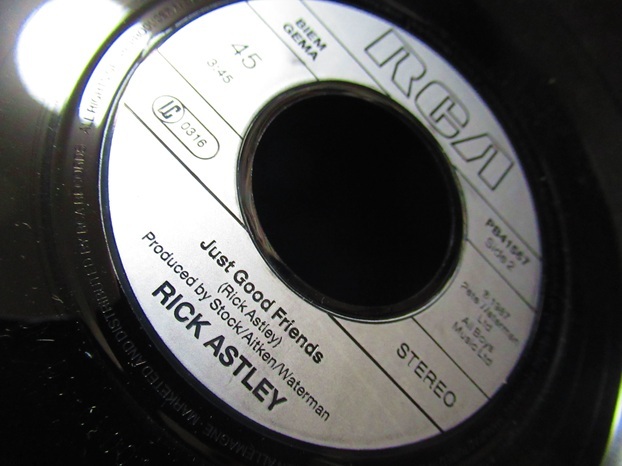 RCA
BIEM
GEMA
45
3:45
LC 0316
PB41567
Side 2
℗ 1987
Pete Waterman
Ltd
All Boys
Music Ltd
STEREO
Just Good Friends
(Rick Astley)
Produced by Stock/Aitken/Waterman
RICK ASTLEY